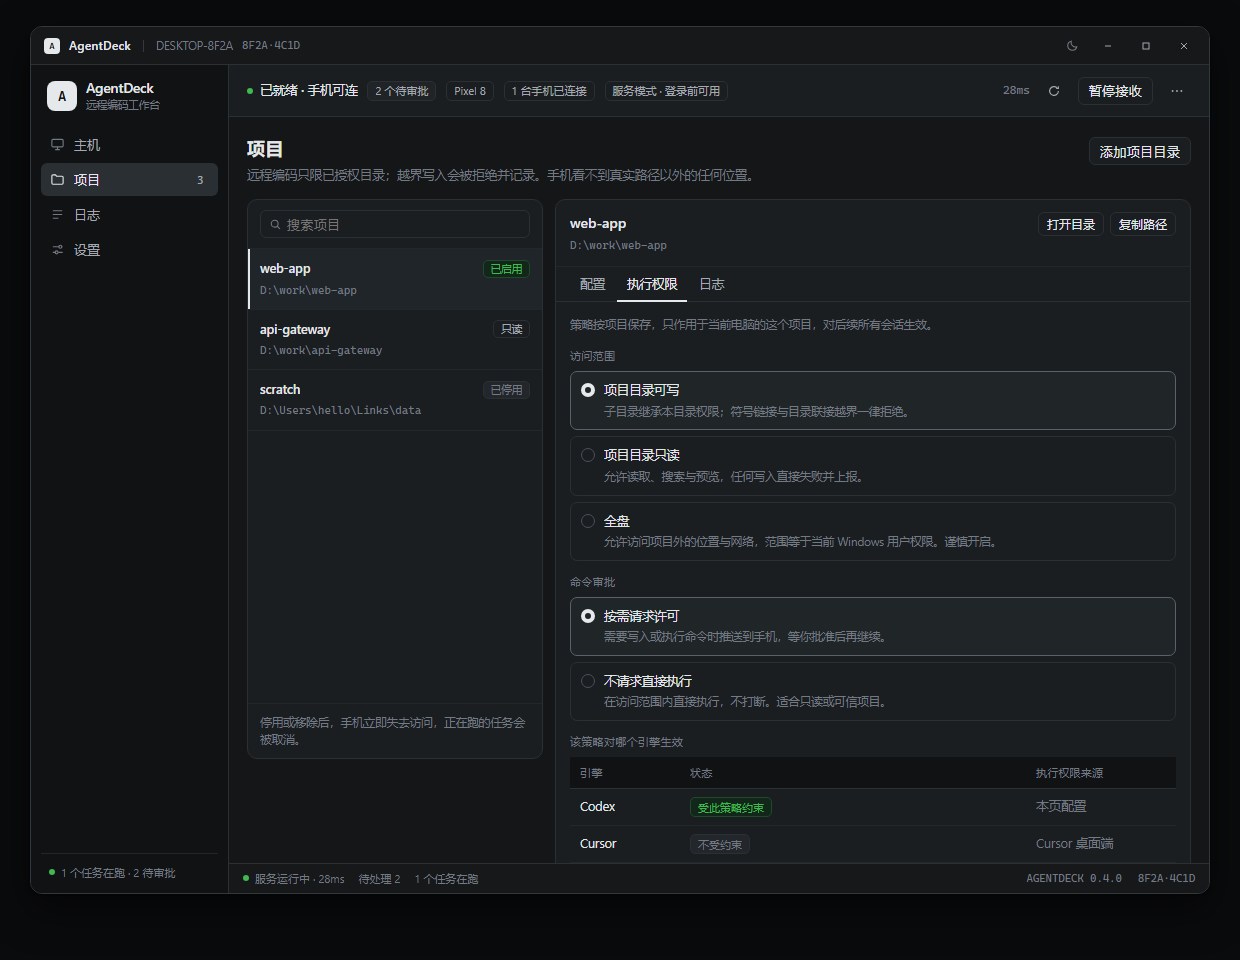 A AgentDeck DESKTOP-8F2A 8F2A·4C1D
A AgentDeck
远程编码工作台
主机
项目 3
日志
设置
1 个任务在跑 · 2 待审批
已就绪 · 手机可连 2 个待审批 Pixel 8 1 台手机已连接 服务模式 · 登录前可用 28ms 暂停接收 ···
项目
添加项目目录
远程编码只限已授权目录；越界写入会被拒绝并记录。手机看不到真实路径以外的任何位置。
搜索项目
web-app 已启用
D:\work\web-app
api-gateway 只读
D:\work\api-gateway
scratch 已停用
D:\Users\hello\Links\data
停用或移除后，手机立即失去访问，正在跑的任务会
被取消。
web-app
D:\work\web-app
打开目录 复制路径
配置 执行权限 日志
策略按项目保存，只作用于当前电脑的这个项目，对后续所有会话生效。
访问范围
项目目录可写
子目录继承本目录权限；符号链接与目录联接越界一律拒绝。
项目目录只读
允许读取、搜索与预览，任何写入直接失败并上报。
全盘
允许访问项目外的位置与网络，范围等于当前 Windows 用户权限。谨慎开启。
命令审批
按需请求许可
需要写入或执行命令时推送到手机，等你批准后再继续。
不请求直接执行
在访问范围内直接执行，不打断。适合只读或可信项目。
该策略对哪个引擎生效
引擎 状态 执行权限来源
Codex 受此策略约束 本页配置
Cursor 不受约束 Cursor 桌面端
服务运行中 · 28ms 待处理 2 1 个任务在跑 AGENTDECK 0.4.0 8F2A·4C1D